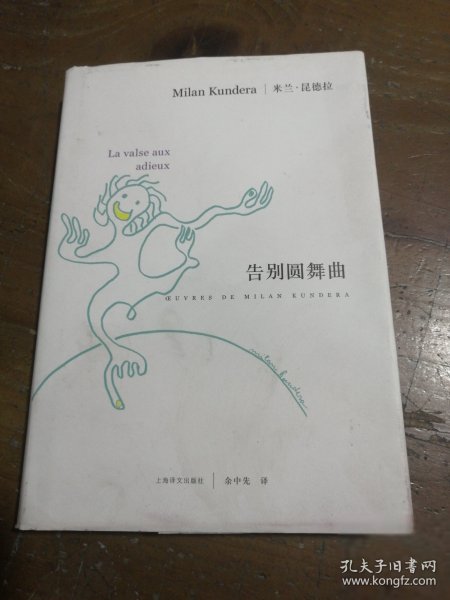 Milan Kundera | 米兰·昆德拉
La valse aux
adieux
告别圆舞曲
ŒUVRES DE MILAN KUNDERA
milan kundera
上海译文出版社 | 余中先 译
孔夫子旧书网
www.kongfz.com